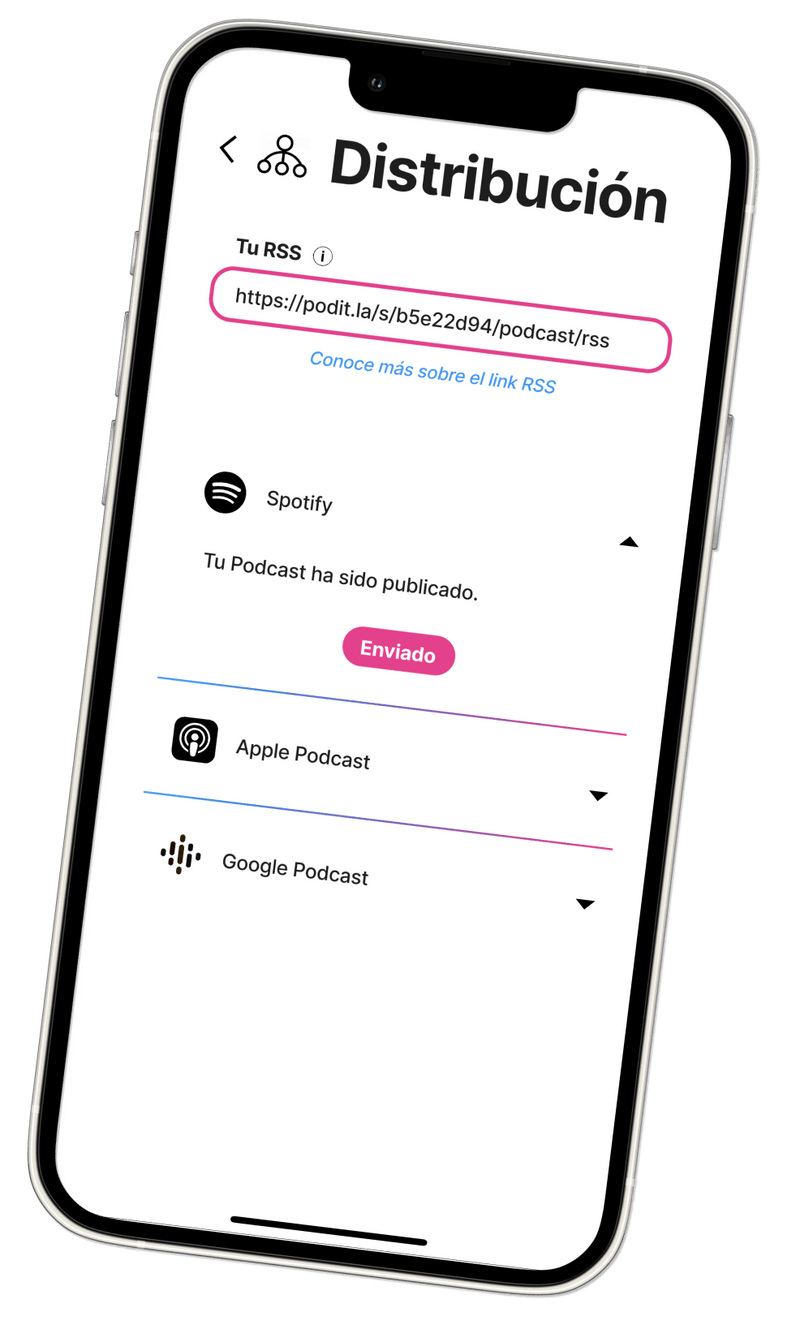 Distribución
Tu RSS i
https://podit.la/s/b5e22d94/podcast/rss
Conoce más sobre el link RSS
Spotify
Tu Podcast ha sido publicado.
Enviado
Apple Podcast
Google Podcast